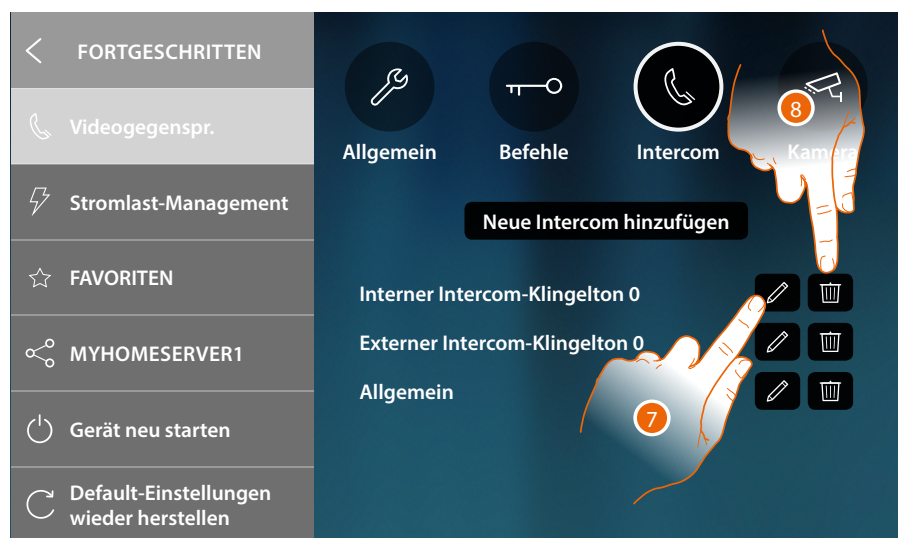 FORTGESCHRITTEN
Videogegenspr.
Stromlast-Management
FAVORITEN
MYHOMESERVER1
Gerät neu starten
Default-Einstellungen
wieder herstellen
Allgemein
Befehle
Intercom
Kamera
8
Neue Intercom hinzufügen
Interner Intercom-Klingelton 0
Externer Intercom-Klingelton 0
Allgemein
7